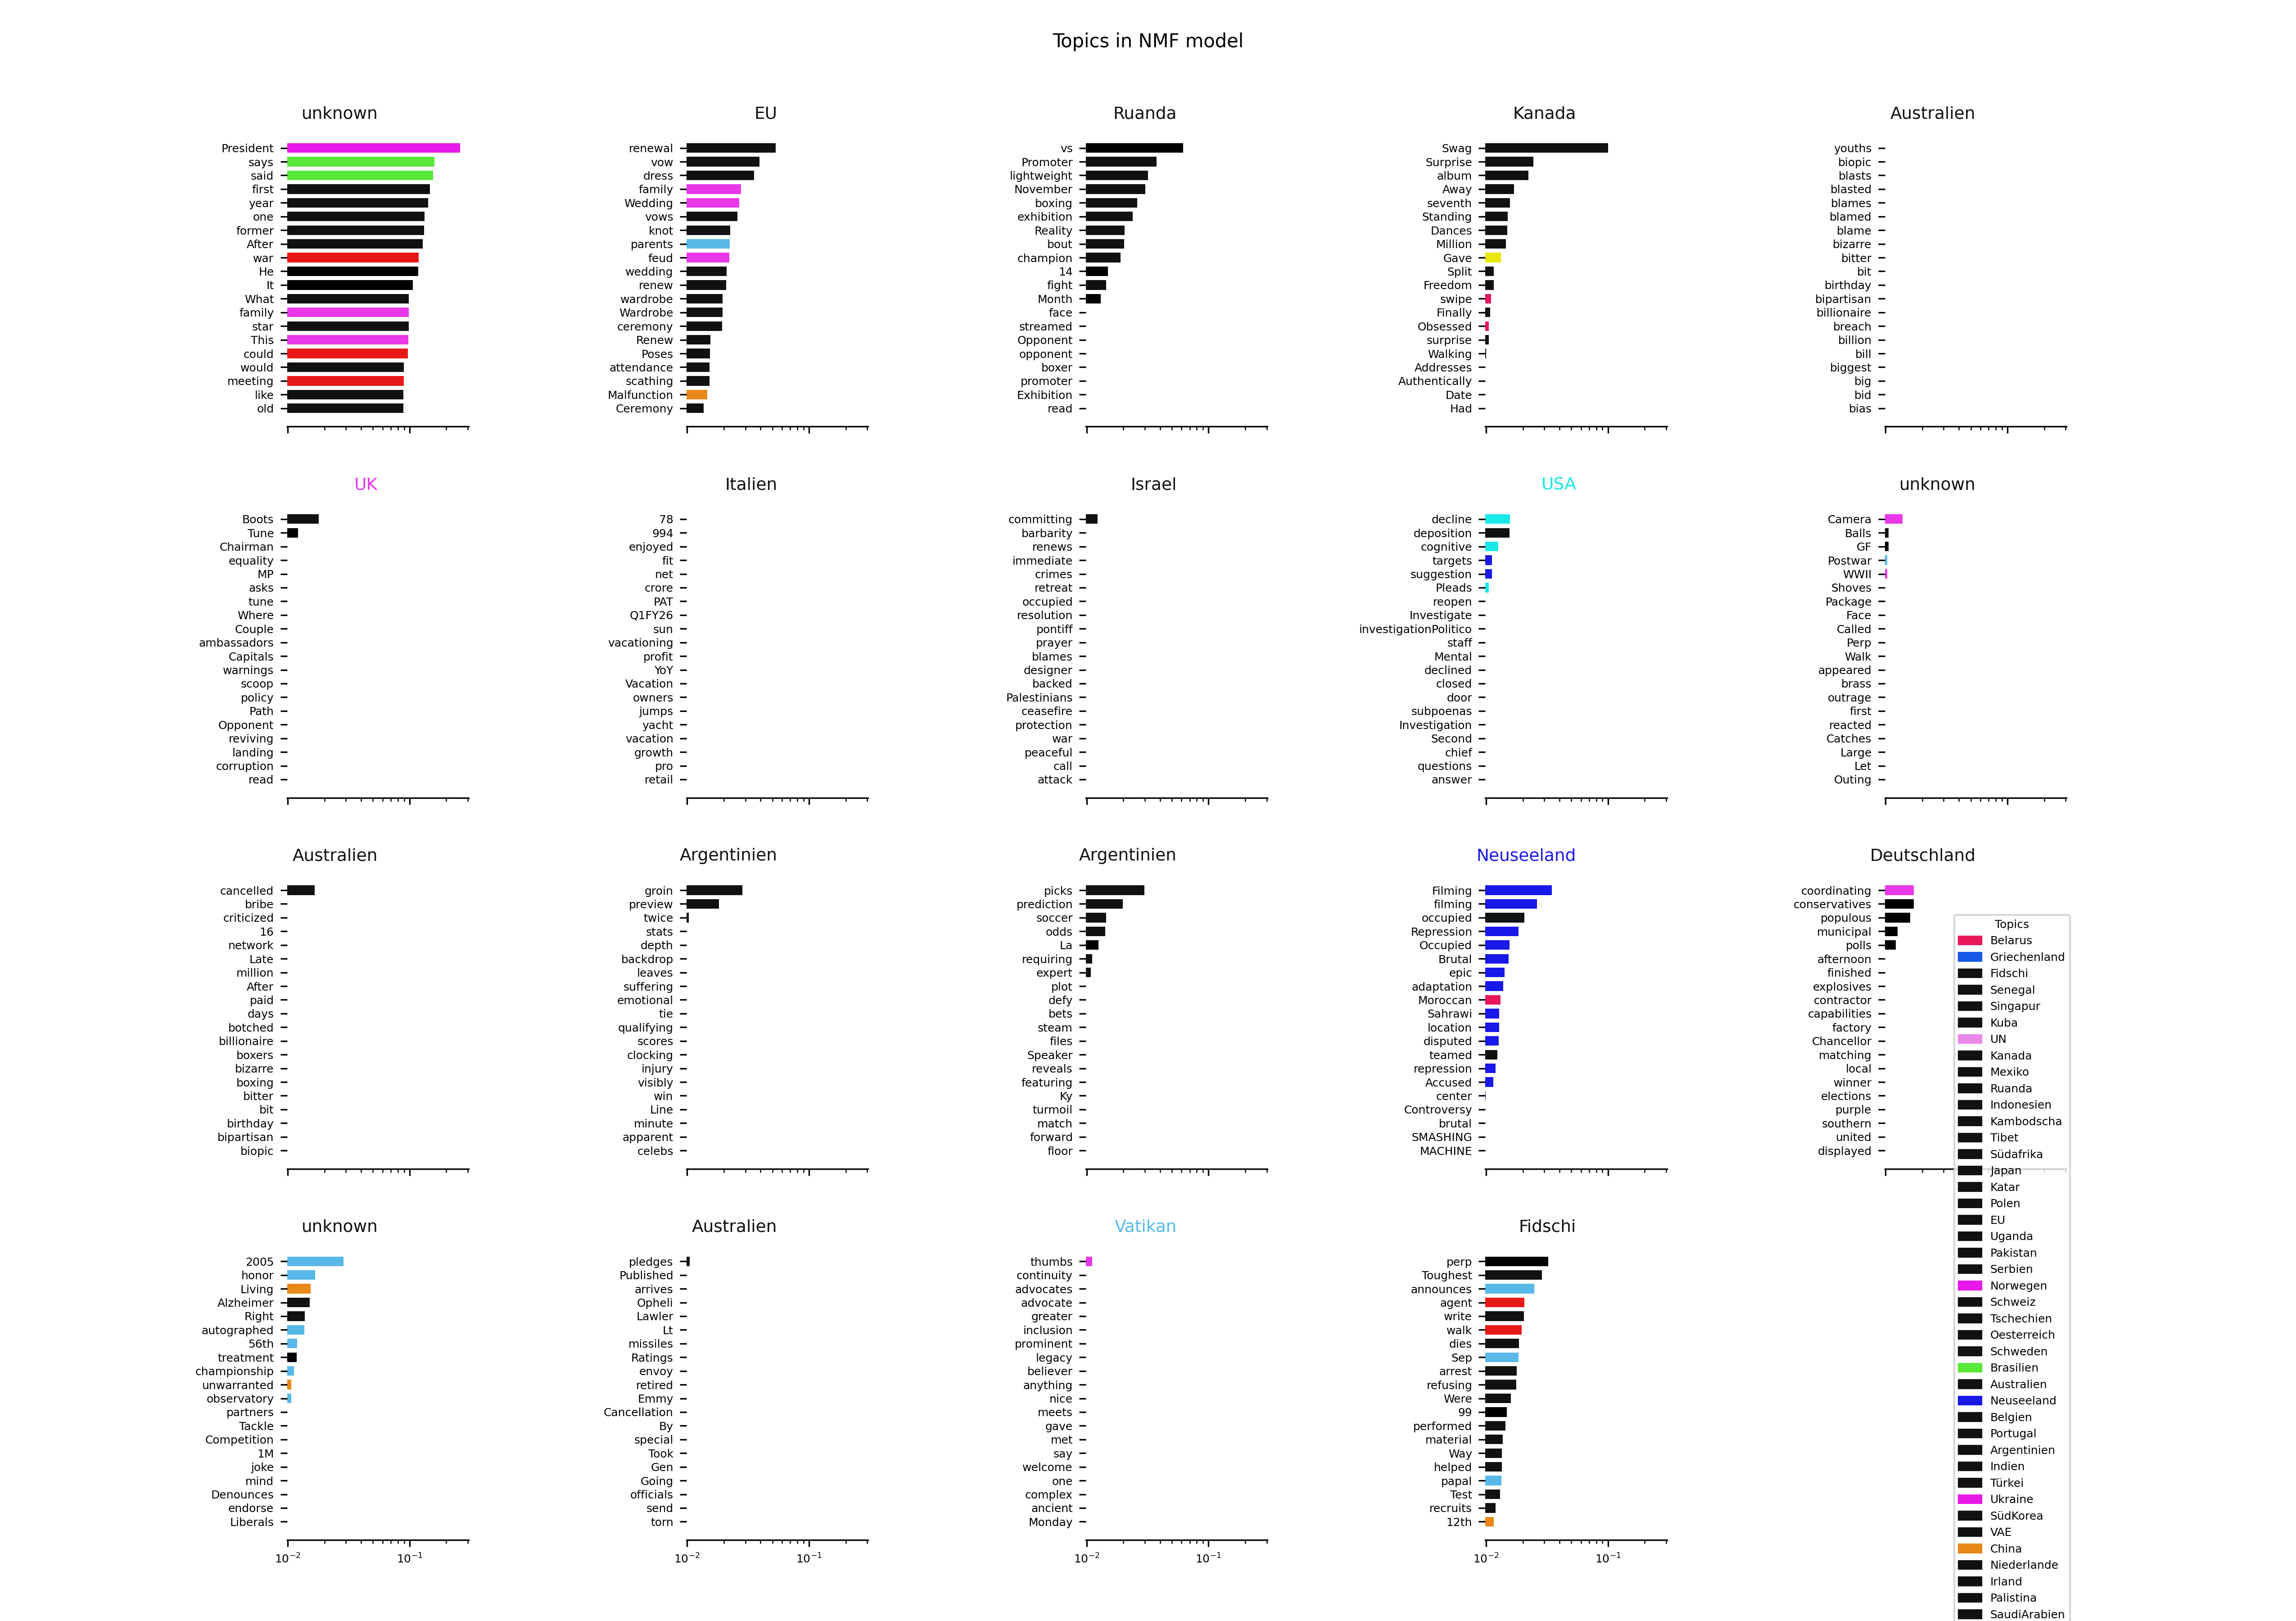 Topics in NMF model
unknown
President
says
said
first
year
one
former
After
war
He
It
What
family
star
This
could
would
meeting
like
old
EU
renewal
vow
dress
family
Wedding
vows
knot
parents
feud
wedding
renew
wardrobe
Wardrobe
ceremony
Renew
Poses
attendance
scathing
Malfunction
Ceremony
Ruanda
vs
Promoter
lightweight
November
boxing
exhibition
Reality
bout
champion
14
fight
Month
face
streamed
Opponent
opponent
boxer
promoter
Exhibition
read
Kanada
Swag
Surprise
album
Away
seventh
Standing
Dances
Million
Gave
Split
Freedom
swipe
Finally
Obsessed
surprise
Walking
Addresses
Authentically
Date
Had
Australien
youths
biopic
blasts
blasted
blames
blamed
blame
bizarre
bitter
bit
birthday
bipartisan
billionaire
breach
billion
bill
biggest
big
bid
bias
UK
Boots
Tune
Chairman
equality
MP
asks
tune
Where
Couple
ambassadors
Capitals
warnings
scoop
policy
Path
Opponent
reviving
landing
corruption
read
Italien
78
994
enjoyed
fit
net
crore
PAT
Q1FY26
sun
vacationing
profit
YoY
Vacation
owners
jumps
yacht
vacation
growth
pro
retail
Israel
committing
barbarity
renews
immediate
crimes
retreat
occupied
resolution
pontiff
prayer
blames
designer
backed
Palestinians
ceasefire
protection
war
peaceful
call
attack
USA
decline
deposition
cognitive
targets
suggestion
Pleads
reopen
Investigate
investigationPolitico
staff
Mental
declined
closed
door
subpoenas
Investigation
Second
chief
questions
answer
unknown
Camera
Balls
GF
Postwar
WWII
Shoves
Package
Face
Called
Perp
Walk
appeared
brass
outrage
first
reacted
Catches
Large
Let
Outing
Australien
cancelled
bribe
criticized
16
network
Late
million
After
paid
days
botched
billionaire
boxers
bizarre
boxing
bitter
bit
birthday
bipartisan
biopic
Argentinien
groin
preview
twice
stats
depth
backdrop
leaves
suffering
emotional
tie
qualifying
scores
clocking
injury
visibly
win
Line
minute
apparent
celebs
Argentinien
picks
prediction
soccer
odds
La
requiring
expert
plot
defy
bets
steam
files
Speaker
reveals
featuring
Ky
turmoil
match
forward
floor
Neuseeland
Filming
filming
occupied
Repression
Occupied
Brutal
epic
adaptation
Moroccan
Sahrawi
location
disputed
teamed
repression
Accused
center
Controversy
brutal
SMASHING
MACHINE
Deutschland
coordinating
conservatives
populous
municipal
polls
afternoon
finished
explosives
contractor
capabilities
factory
Chancellor
matching
local
winner
elections
purple
southern
united
displayed
unknown
2005
honor
Living
Alzheimer
Right
autographed
56th
treatment
championship
unwarranted
observatory
partners
Tackle
Competition
1M
joke
mind
Denounces
endorse
Liberals
10⁻² 10⁻¹
Australien
pledges
Published
arrives
Opheli
Lawler
Lt
missiles
Ratings
envoy
retired
Emmy
Cancellation
By
special
Took
Gen
Going
officials
send
torn
10⁻² 10⁻¹
Vatikan
thumbs
continuity
advocates
advocate
greater
inclusion
prominent
legacy
believer
anything
nice
meets
gave
met
say
welcome
one
complex
ancient
Monday
10⁻² 10⁻¹
Fidschi
perp
Toughest
announces
agent
write
walk
dies
Sep
arrest
refusing
Were
99
performed
material
Way
helped
papal
Test
recruits
12th
10⁻² 10⁻¹
Topics
Belarus
Griechenland
Fidschi
Senegal
Singapur
Kuba
UN
Kanada
Mexiko
Ruanda
Indonesien
Kambodscha
Tibet
Südafrika
Japan
Katar
Polen
EU
Uganda
Pakistan
Serbien
Norwegen
Schweiz
Tschechien
Oesterreich
Schweden
Brasilien
Australien
Neuseeland
Belgien
Portugal
Argentinien
Indien
Türkei
Ukraine
SüdKorea
VAE
China
Niederlande
Irland
Palistina
SaudiArabien